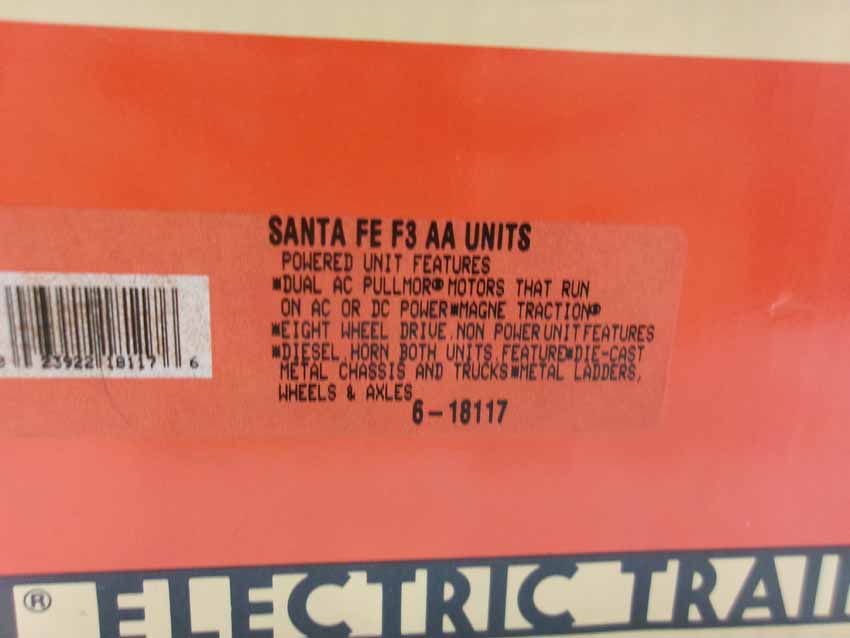 SANTA FE F3 AA UNITS
POWERED UNIT FEATURES
*DUAL AC PULLMOR® MOTORS THAT RUN
ON AC OR DC POWER*MAGNE TRACTION®
*EIGHT WHEEL DRIVE.NON POWER UNIT FEATURES
*DIESEL HORN BOTH UNITS FEATURE*DIE-CAST
METAL CHASSIS AND TRUCKS*METAL LADDERS,
WHEELS & AXLES
6-18117
23922 18117 6
® ELECTRIC TRAI